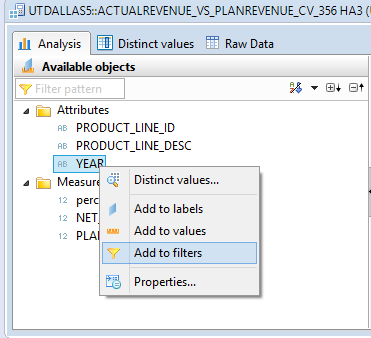 UTDALLAS5::ACTUALREVENUE_VS_PLANREVENUE_CV_356 HA3 (
Analysis Distinct values Raw Data
Available objects
Filter pattern
Attributes
AB PRODUCT_LINE_ID
AB PRODUCT_LINE_DESC
AB YEAR
Distinct values...
Measure
12 perc
Add to labels
12 NET_
Add to values
12 PLA
Add to filters
Properties...